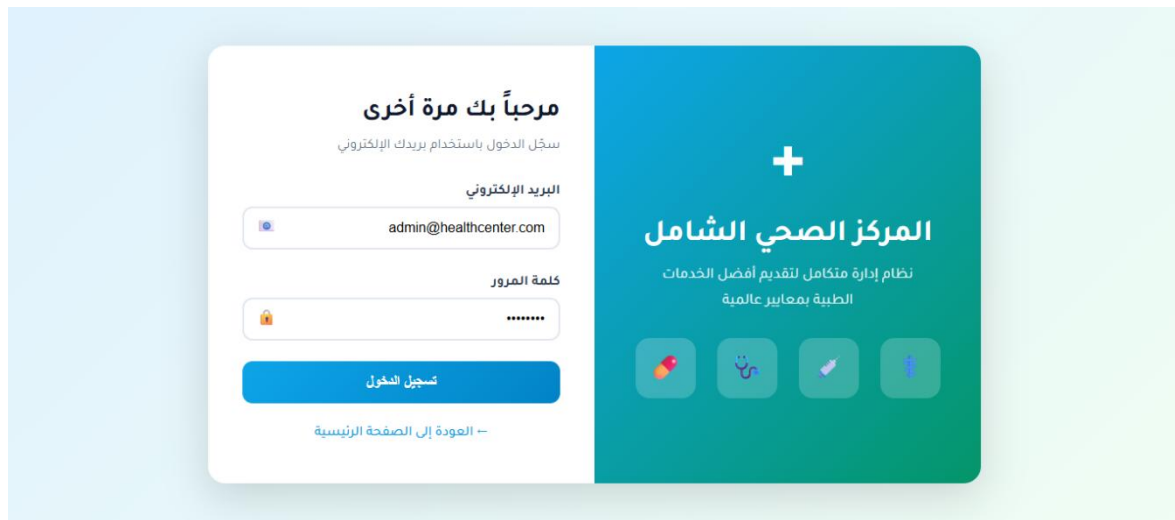 المركز الصحي الشامل
نظام إدارة متكامل لتقديم أفضل الخدمات
الطبية بمعايير عالمية
مرحباً بك مرة أخرى
سجّل الدخول باستخدام بريدك الإلكتروني
البريد الإلكتروني
admin@healthcenter.com
كلمة المرور
••••••••
تسجيل الدخول
← العودة إلى الصفحة الرئيسية